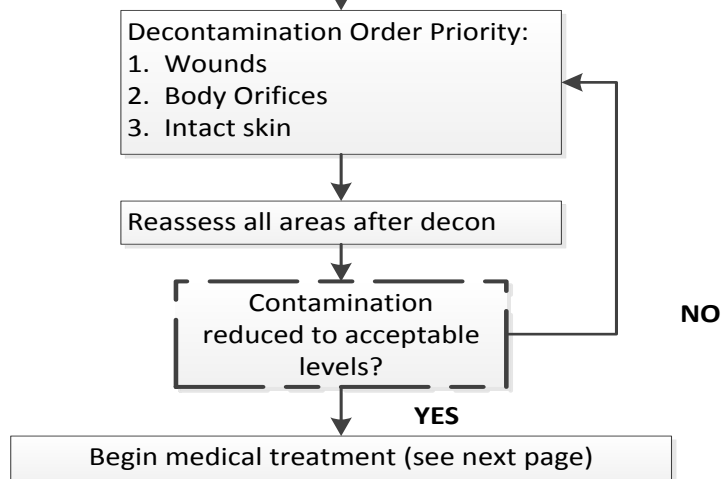 Decontamination Order Priority:
1. Wounds
2. Body Orifices
3. Intact skin
Reassess all areas after decon
Contamination
reduced to acceptable
levels?
NO
YES
Begin medical treatment (see next page)